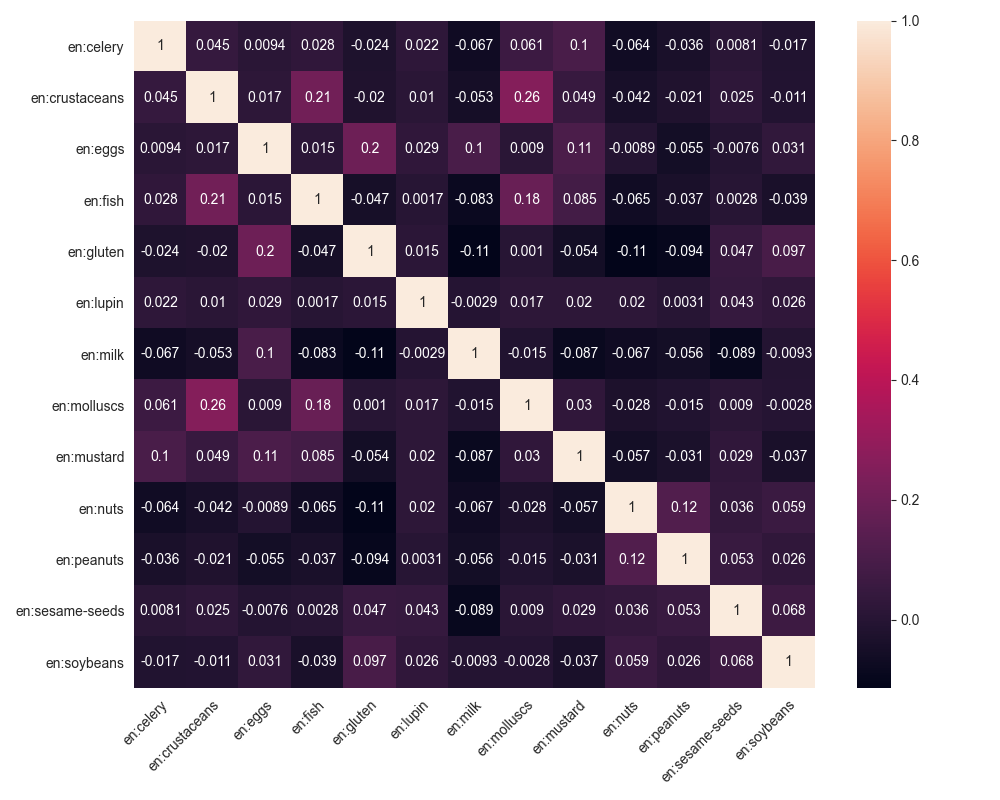 en:celery 1 0.045 0.0094 0.028 -0.024 0.022 -0.067 0.061 0.1 -0.064 -0.036 0.0081 -0.017
en:crustaceans 0.045 1 0.017 0.21 -0.02 0.01 -0.053 0.26 0.049 -0.042 -0.021 0.025 -0.011
en:eggs 0.0094 0.017 1 0.015 0.2 0.029 0.1 0.009 0.11 -0.0089 -0.055 -0.0076 0.031
en:fish 0.028 0.21 0.015 1 -0.047 0.0017 -0.083 0.18 0.085 -0.065 -0.037 0.0028 -0.039
en:gluten -0.024 -0.02 0.2 -0.047 1 0.015 -0.11 0.001 -0.054 -0.11 -0.094 0.047 0.097
en:lupin 0.022 0.01 0.029 0.0017 0.015 1 -0.0029 0.017 0.02 0.02 0.0031 0.043 0.026
en:milk -0.067 -0.053 0.1 -0.083 -0.11 -0.0029 1 -0.015 -0.087 -0.067 -0.056 -0.089 -0.0093
en:molluscs 0.061 0.26 0.009 0.18 0.001 0.017 -0.015 1 0.03 -0.028 -0.015 0.009 -0.0028
en:mustard 0.1 0.049 0.11 0.085 -0.054 0.02 -0.087 0.03 1 -0.057 -0.031 0.029 -0.037
en:nuts -0.064 -0.042 -0.0089 -0.065 -0.11 0.02 -0.067 -0.028 -0.057 1 0.12 0.036 0.059
en:peanuts -0.036 -0.021 -0.055 -0.037 -0.094 0.0031 -0.056 -0.015 -0.031 0.12 1 0.053 0.026
en:sesame-seeds 0.0081 0.025 -0.0076 0.0028 0.047 0.043 -0.089 0.009 0.029 0.036 0.053 1 0.068
en:soybeans -0.017 -0.011 0.031 -0.039 0.097 0.026 -0.0093 -0.0028 -0.037 0.059 0.026 0.068 1
en:celery en:crustaceans en:eggs en:fish en:gluten en:lupin en:milk en:molluscs en:mustard en:nuts en:peanuts en:sesame-seeds en:soybeans
1.0
0.8
0.6
0.4
0.2
0.0